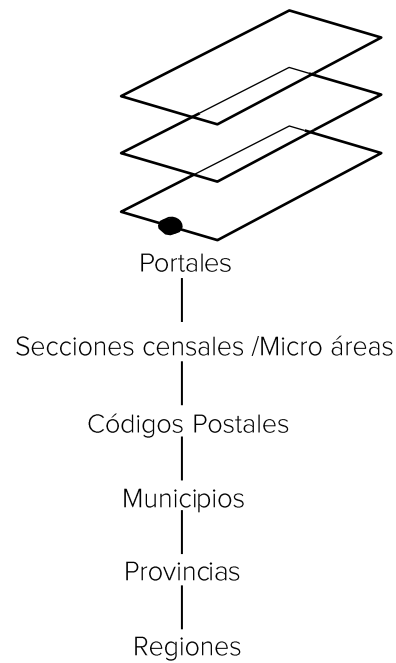 Portales
Secciones censales /Micro áreas
Códigos Postales
Municipios
Provincias
Regiones